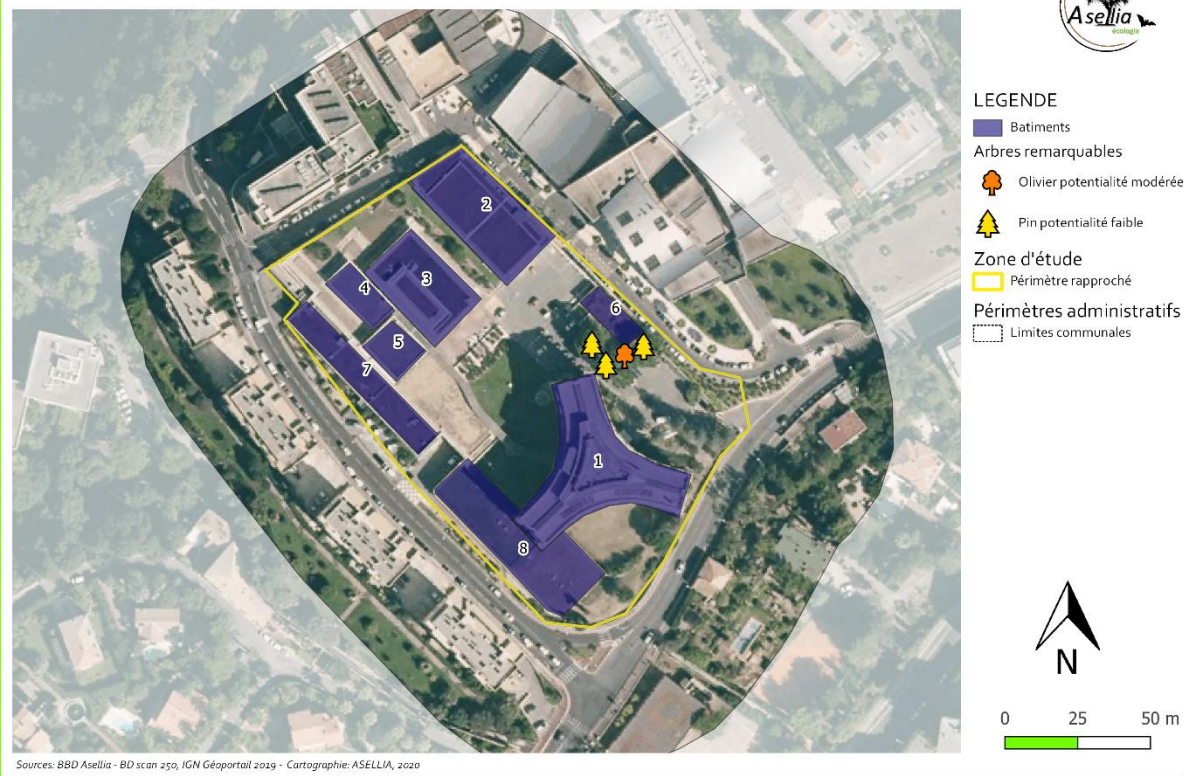 Asellia
écologie
LEGENDE
Batiments
Arbres remarquables
Olivier potentialité modérée
Pin potentialité faible
Zone d'étude
Périmètre rapproché
Périmètres administratifs
Limites communales
2
3
4
6
5
7
1
8
N
0 25 50 m
Sources: BBD Asellia - BD scan 250, IGN Géoportail 2019 - Cartographie: ASELLIA, 2020